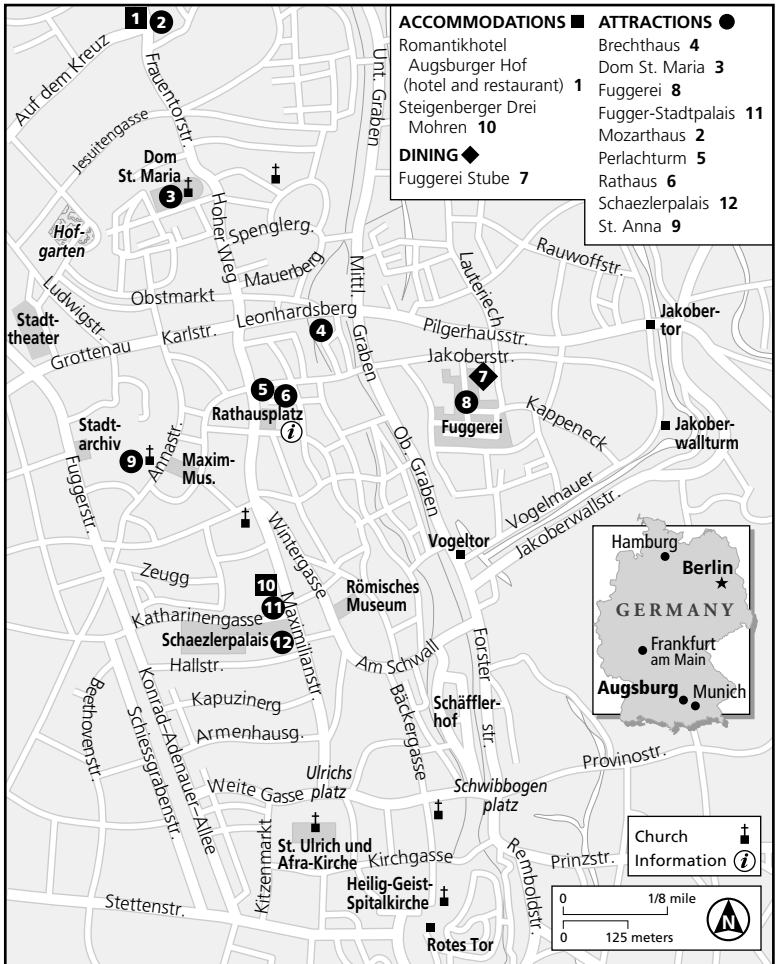 ACCOMMODATIONS ■
Romantikhotel
Augsburger Hof
(hotel and restaurant) 1
Steigenberger Drei
Mohren 10
DINING ◆
Fuggerei Stube 7
ATTRACTIONS ●
Brechthaus 4
Dom St. Maria 3
Fuggerei 8
Fugger-Stadtpalais 11
Mozarthaus 2
Perlachturm 5
Rathaus 6
Schaezlerpalais 12
St. Anna 9
1
2
Auf dem Kreuz
Frauentorstr.
Unt. Graben
Jesuitengasse
Dom
St. Maria
3
Hoher Weg
Spenglerg.
Hof-
garten
Mauerberg
Mittl. Graben
Lauteriech
Rauwoffstr.
Ludwigstr.
Obstmarkt
Leonhardsberg
4
Stadt-
theater
Karlstr.
Grottenau
Pilgerhausstr.
Jakober-
tor
Jakoberstr.
5
6
Rathausplatz
i
7
8
Fuggerei
Kappeneck
Stadt-
archiv
9
Annastr.
Maxim-
Mus.
Jakober-
wallturm
Fuggerstr.
Ob. Graben
Vogelmauer
Jakoberwallstr.
Vogeltor
Wintergasse
Zeugg
10
11
Katharinengasse
Maximilianstr.
Römisches
Museum
Schaezlerpalais
12
Hallstr.
Am Schwall
Forster str.
Beethovenstr.
Konrad-Adenauer-Allee
Schiessgrabenstr.
Kapuzinerg
Armenhausg.
Bäckergasse
Schäffler-
hof
Provinostr.
Weite Gasse
Ulrichs
platz
Schwibbogen
platz
Kitzenmarkt
St. Ulrich und
Afra-Kirche
Kirchgasse
Remboldstr.
Prinzstr.
Heilig-Geist-
Spitalkirche
Stettenstr.
Rotes Tor
Hamburg
Berlin
GERMANY
Frankfurt
am Main
Augsburg
Munich
Church
Information i
0 1/8 mile
0 125 meters
N